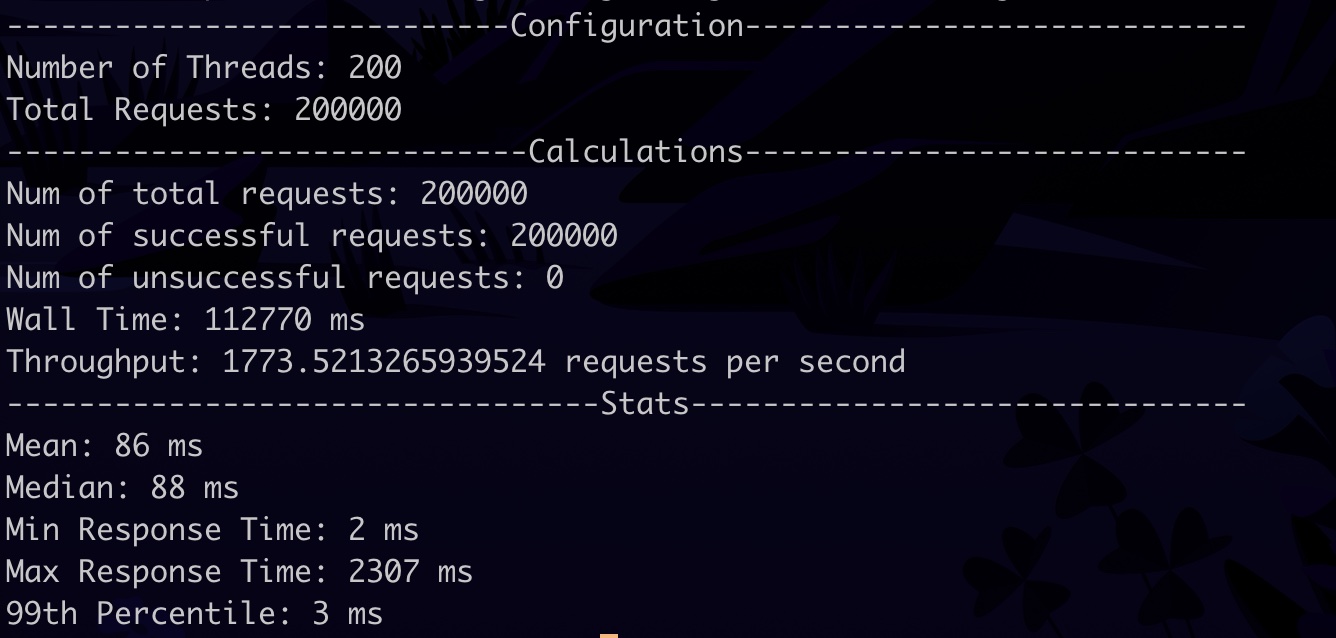 ----------------------------Configuration----------------------------
Number of Threads: 200
Total Requests: 200000
-----------------------------Calculations----------------------------
Num of total requests: 200000
Num of successful requests: 200000
Num of unsuccessful requests: 0
Wall Time: 112770 ms
Throughput: 1773.5213265939524 requests per second
---------------------------------Stats-------------------------------
Mean: 86 ms
Median: 88 ms
Min Response Time: 2 ms
Max Response Time: 2307 ms
99th Percentile: 3 ms